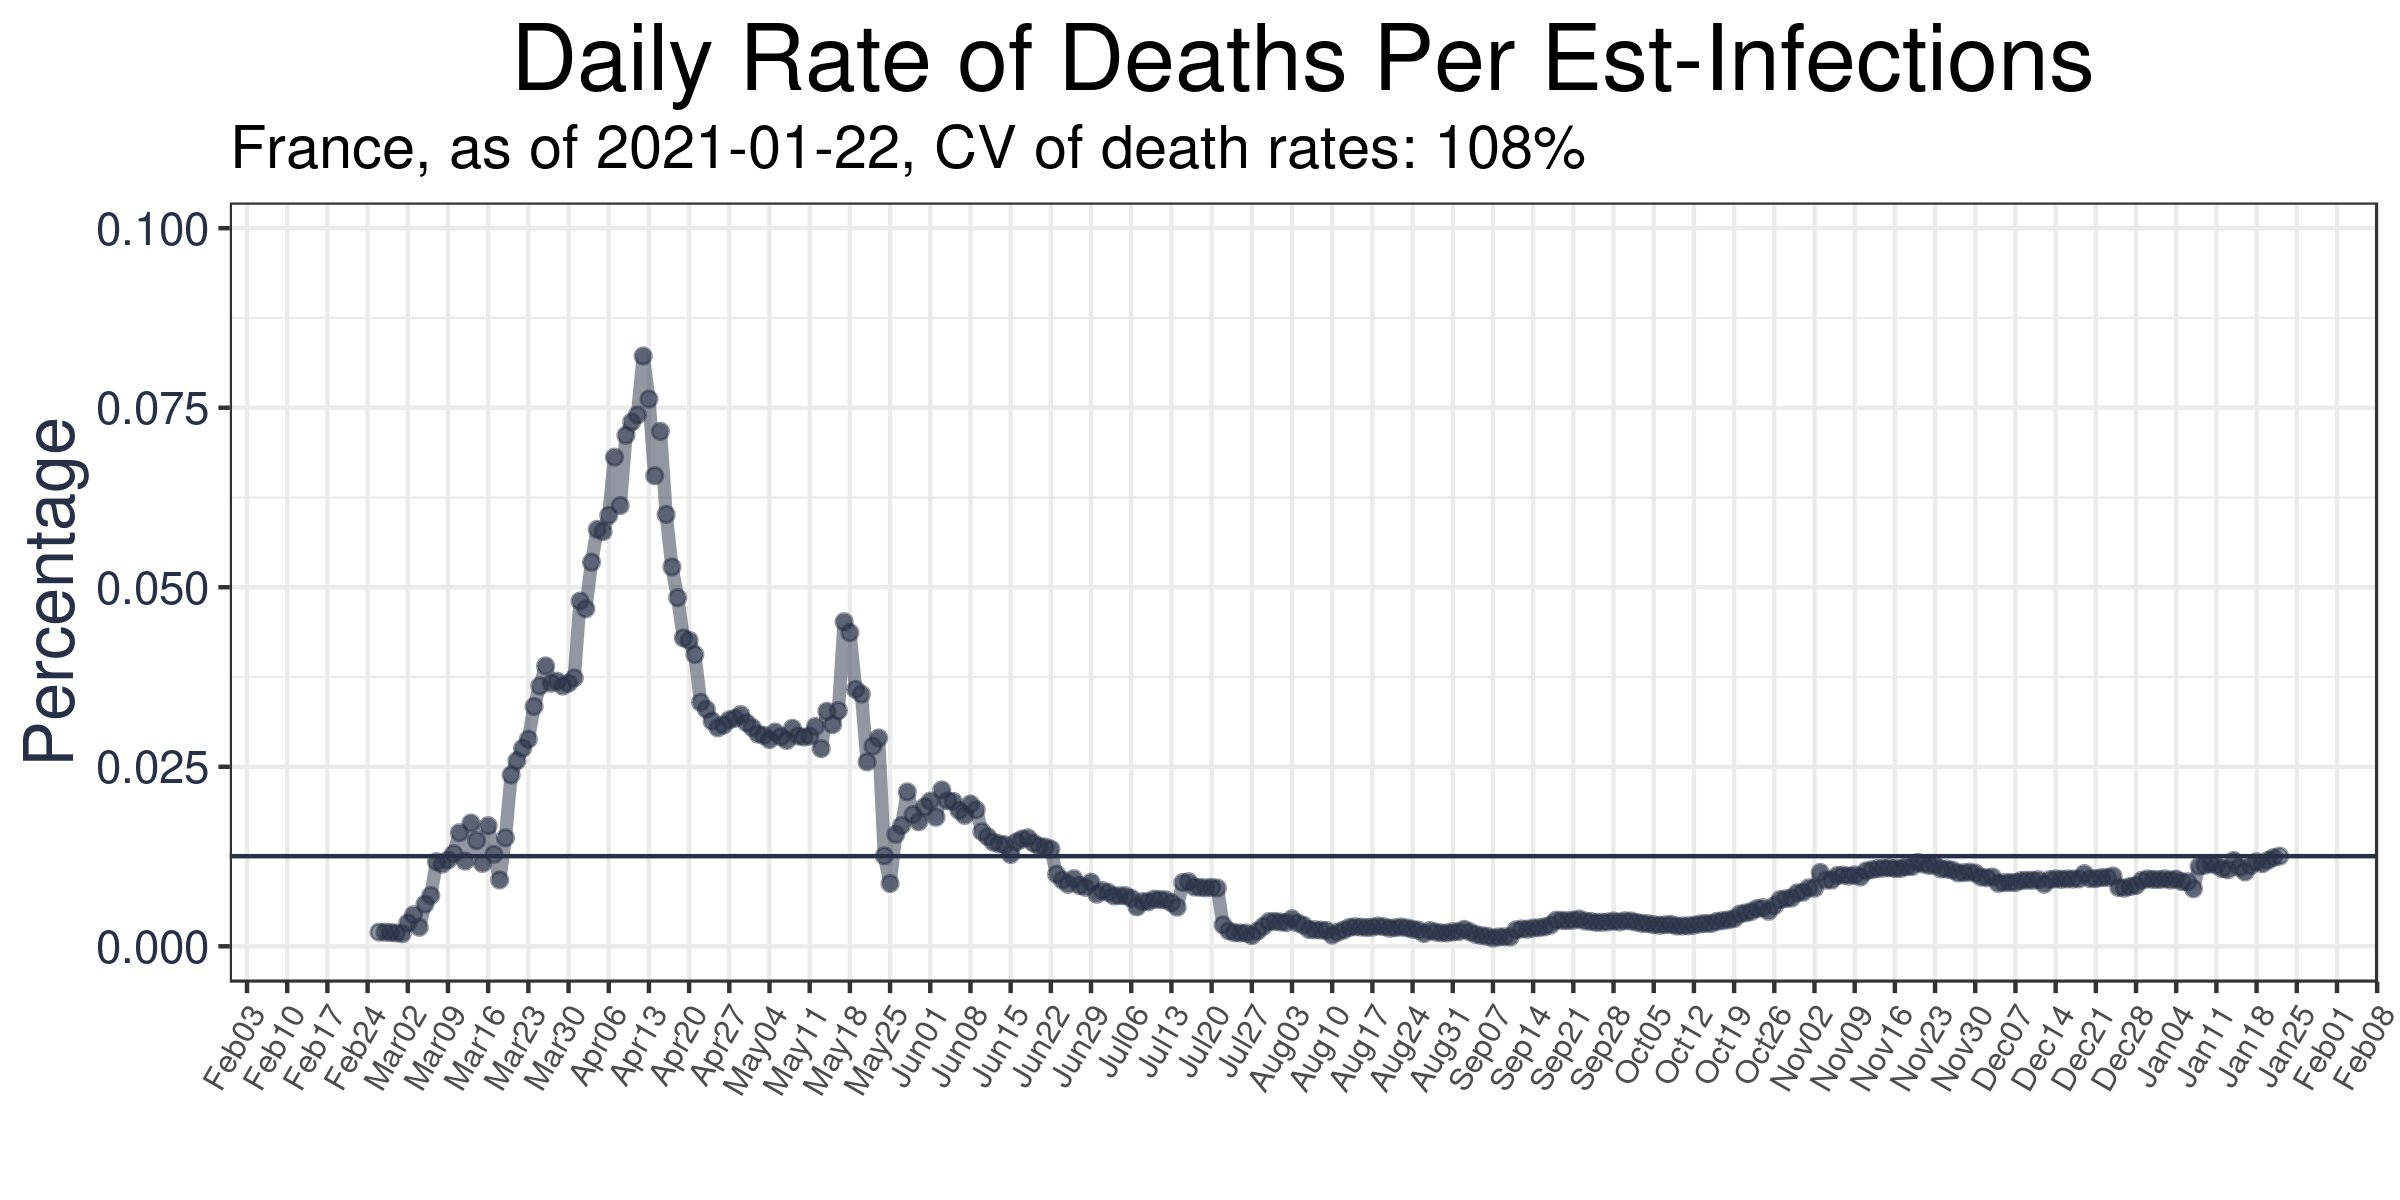 Daily Rate of Deaths Per Est-Infections
France, as of 2021-01-22, CV of death rates: 108%
Percentage
0.100
0.075
0.050
0.025
0.000
Feb03 Feb10 Feb17 Feb24 Mar02 Mar09 Mar16 Mar23 Mar30 Apr06 Apr13 Apr20 Apr27 May04 May11 May18 May25 Jun01 Jun08 Jun15 Jun22 Jun29 Jul06 Jul13 Jul20 Jul27 Aug03 Aug10 Aug17 Aug24 Aug31 Sep07 Sep14 Sep21 Sep28 Oct05 Oct12 Oct19 Oct26 Nov02 Nov09 Nov16 Nov23 Nov30 Dec07 Dec14 Dec21 Dec28 Jan04 Jan11 Jan18 Jan25 Feb01 Feb08